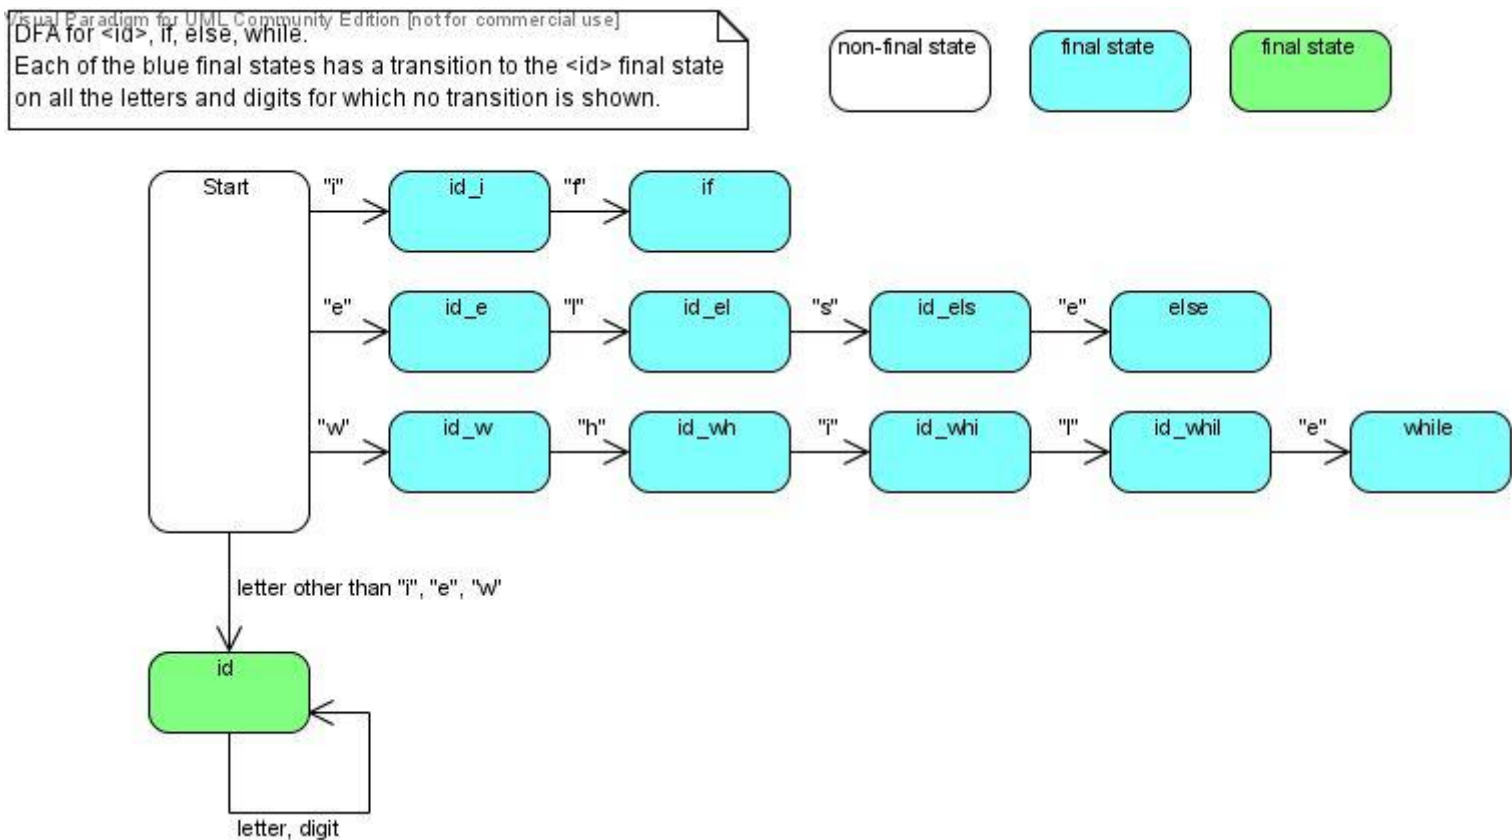 Visual Paradigm for UML Community Edition [not for commercial use]
DFA for <id>, if, else, while.
Each of the blue final states has a transition to the <id> final state
on all the letters and digits for which no transition is shown.
non-final state
final state
final state
Start
"i"
id_i
"f"
if
"e"
id_e
"l"
id_el
"s"
id_els
"e"
else
"w"
id_w
"h"
id_wh
"i"
id_whi
"l"
id_whil
"e"
while
letter other than "i", "e", "w"
id
letter, digit